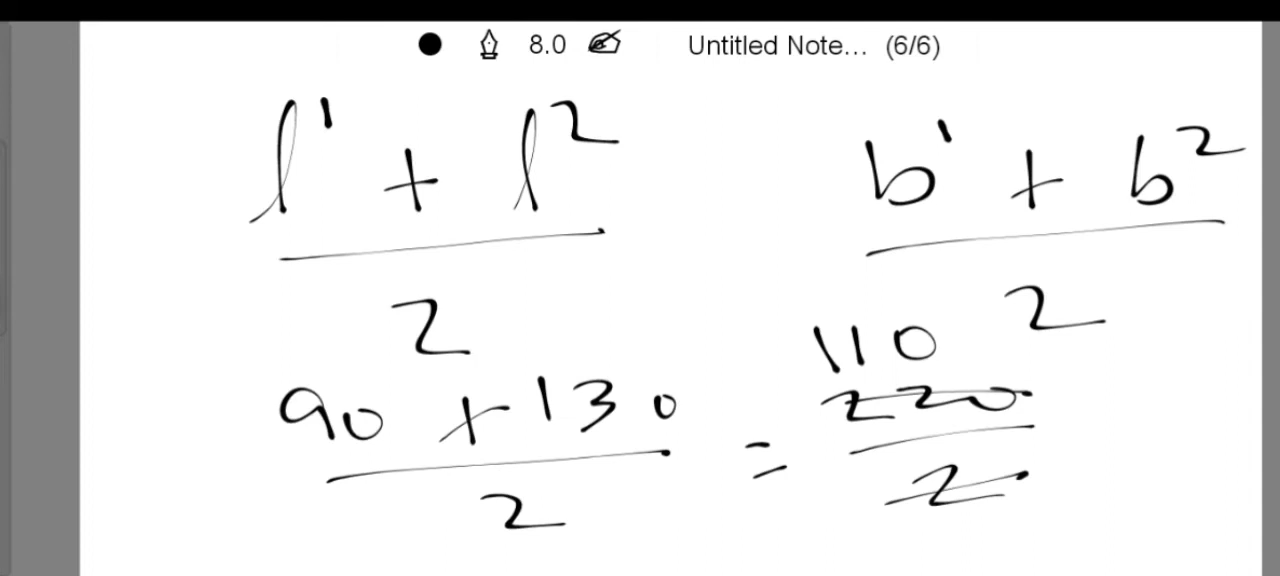 8.0 Untitled Note... (6/6)
l¹ + l² b¹ + b²
2 2
90 + 130 = 220 110
2 2